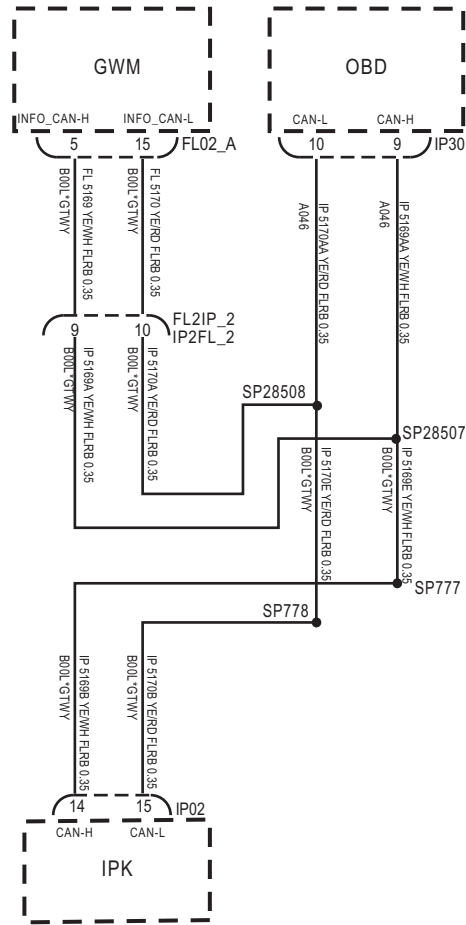 GWM
OBD
INFO_CAN-H
INFO_CAN-L
CAN-L
CAN-H
5
15
FL02_A
10
9
IP30
FL 5169 YE/WH FLRB 0.35
B00L*GTWY
FL 5170 YE/RD FLRB 0.35
B00L*GTWY
IP 5170AA YE/RD FLRB 0.35
A046
IP 5169AA YE/WH FLRB 0.35
A046
FL2IP_2
IP2FL_2
9
10
IP 5169A YE/WH FLRB 0.35
B00L*GTWY
IP 5170A YE/RD FLRB 0.35
B00L*GTWY
SP28508
SP28507
IP 5170E YE/RD FLRB 0.35
B00L*GTWY
IP 5169E YE/WH FLRB 0.35
B00L*GTWY
SP777
SP778
IP 5169B YE/WH FLRB 0.35
B00L*GTWY
IP 5170B YE/RD FLRB 0.35
B00L*GTWY
14
15
IP02
CAN-H
CAN-L
IPK